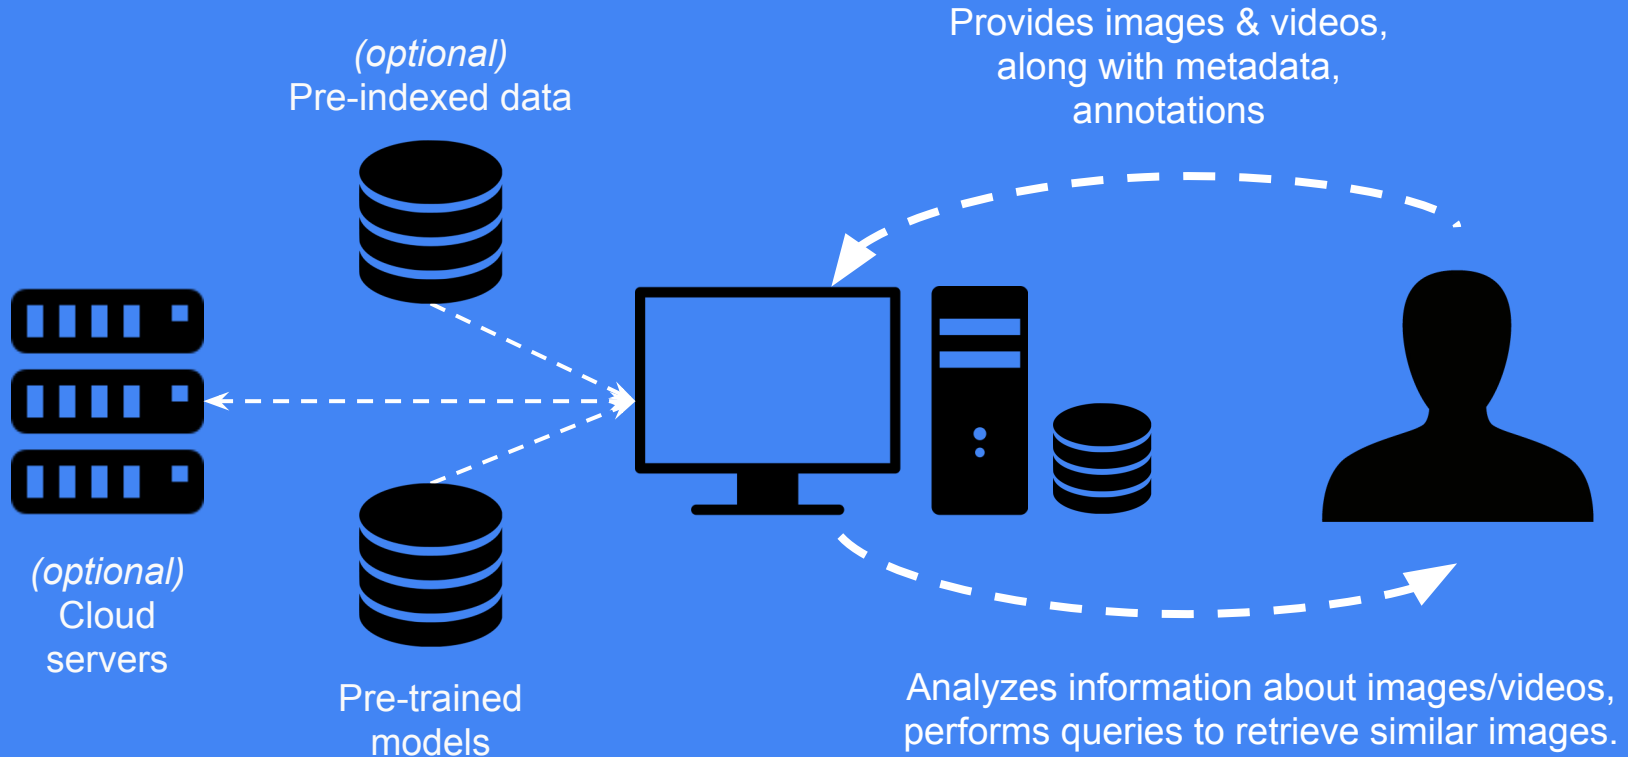 (optional)
Pre-indexed data
Provides images & videos,
along with metadata,
annotations
(optional)
Cloud
servers
Pre-trained
models
Analyzes information about images/videos,
performs queries to retrieve similar images.